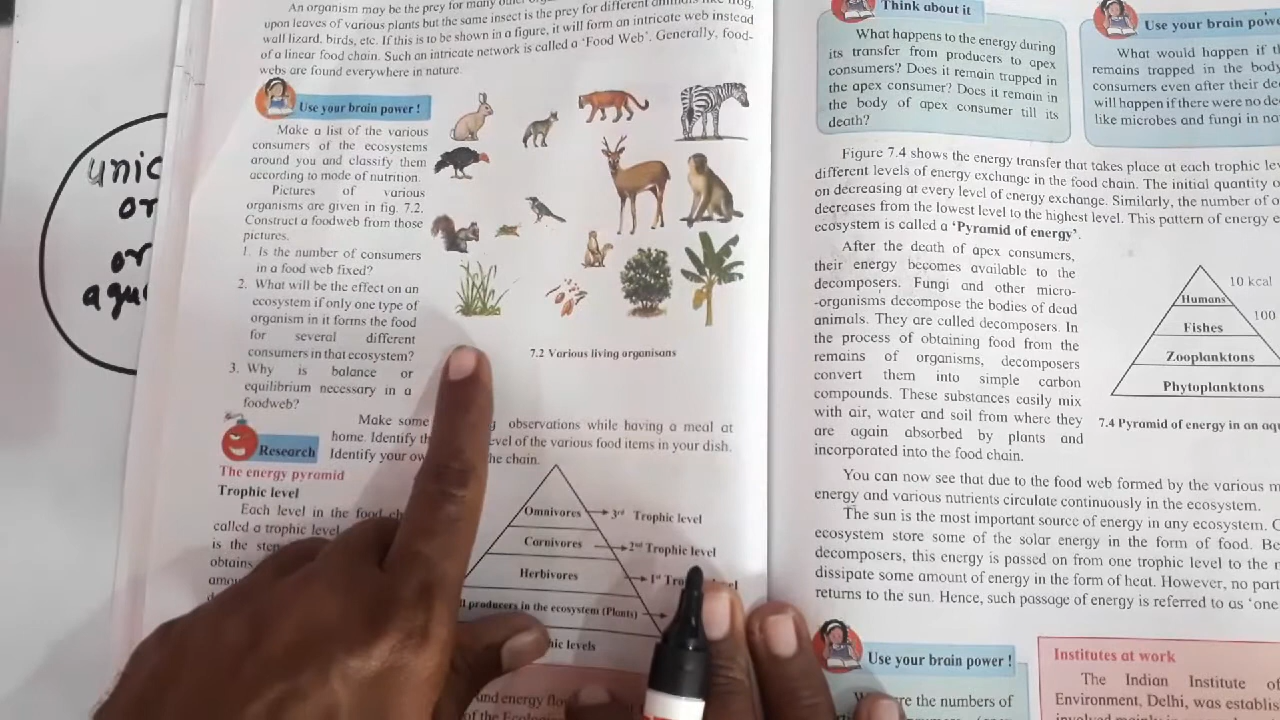 An organism may be the prey for many
upon leaves of various plants but the same insect is the prey for different animals like frog,
wall lizard, birds, etc. If this is to be shown in a figure, it will form an intricate web instead
of a linear food chain. Such an intricate network is called a ‘Food Web’. Generally, food-
webs are found everywhere in nature.
Use your brain power !
Make a list of the various
consumers of the ecosystems
around you and classify them
according to mode of nutrition.
Pictures of various
organisms are given in fig. 7.2.
Construct a foodweb from those
pictures.
1. Is the number of consumers
in a food web fixed?
2. What will be the effect on an
ecosystem if only one type of
organism in it forms the food
for several different
consumers in that ecosystem?
3. Why is balance or
equilibrium necessary in a
foodweb?
7.2 Various living organisans
Make some observations while having a meal at
home. Identify level of the various food items in your dish.
Identify your the chain.
Research
The energy pyramid
Trophic level
Each level in the food
called a trophic level
is the
obtains
Omnivores 3rd Trophic level
Carnivores 2nd Trophic level
Herbivores 1st
producers in the ecosystem (Plants)
levels
and energy
of the
unic
or
or
aqu
Think about it
What happens to the energy during
its transfer from producers to apex
consumers? Does it remain trapped in
the apex consumer? Does it remain in
the body of apex consumer till its
death?
Use your brain
What would happen if
remains trapped in the body
consumers even after their
will happen if there were no
like microbes and fungi in
Figure 7.4 shows the energy transfer that takes place at each trophic
different levels of energy exchange in the food chain. The initial quantity
on decreasing at every level of energy exchange. Similarly, the number of
decreases from the lowest level to the highest level. This pattern of energy
ecosystem is called a ‘Pyramid of energy’.
After the death of apex consumers,
their energy becomes available to the
decomposers. Fungi and other micro-
-organisms decompose the bodies of dead
animals. They are called decomposers. In
the process of obtaining food from the
remains of organisms, decomposers
convert them into simple carbon
compounds. These substances easily mix
with air, water and soil from where they
are again absorbed by plants and
incorporated into the food chain.
Humans 10 kcal
Fishes 100
Zooplanktons
Phytoplanktons
7.4 Pyramid of energy in an
You can now see that due to the food web formed by the various
energy and various nutrients circulate continuously in the ecosystem.
The sun is the most important source of energy in any ecosystem.
ecosystem store some of the solar energy in the form of food.
decomposers, this energy is passed on from one trophic level to the
dissipate some amount of energy in the form of heat. However, no
returns to the sun. Hence, such passage of energy is referred to as ‘one
Use your brain power !
are the numbers of
Institutes at work
The Indian Institute of
Environment, Delhi, was